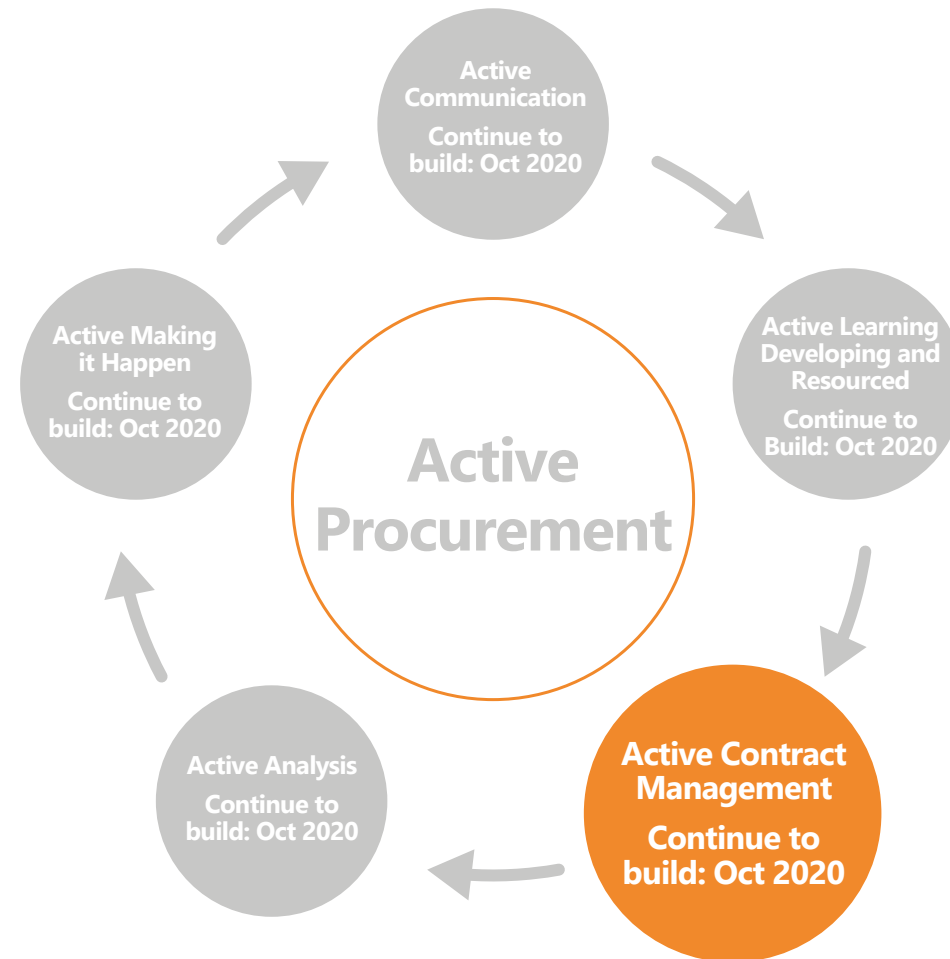 Active
Communication
Continue to
build: Oct 2020
Active Learning
Developing and
Resourced
Continue to
Build: Oct 2020
Active Contract
Management
Continue to
build: Oct 2020
Active Analysis
Continue to
build: Oct 2020
Active Making
it Happen
Continue to
build: Oct 2020
Active
Procurement